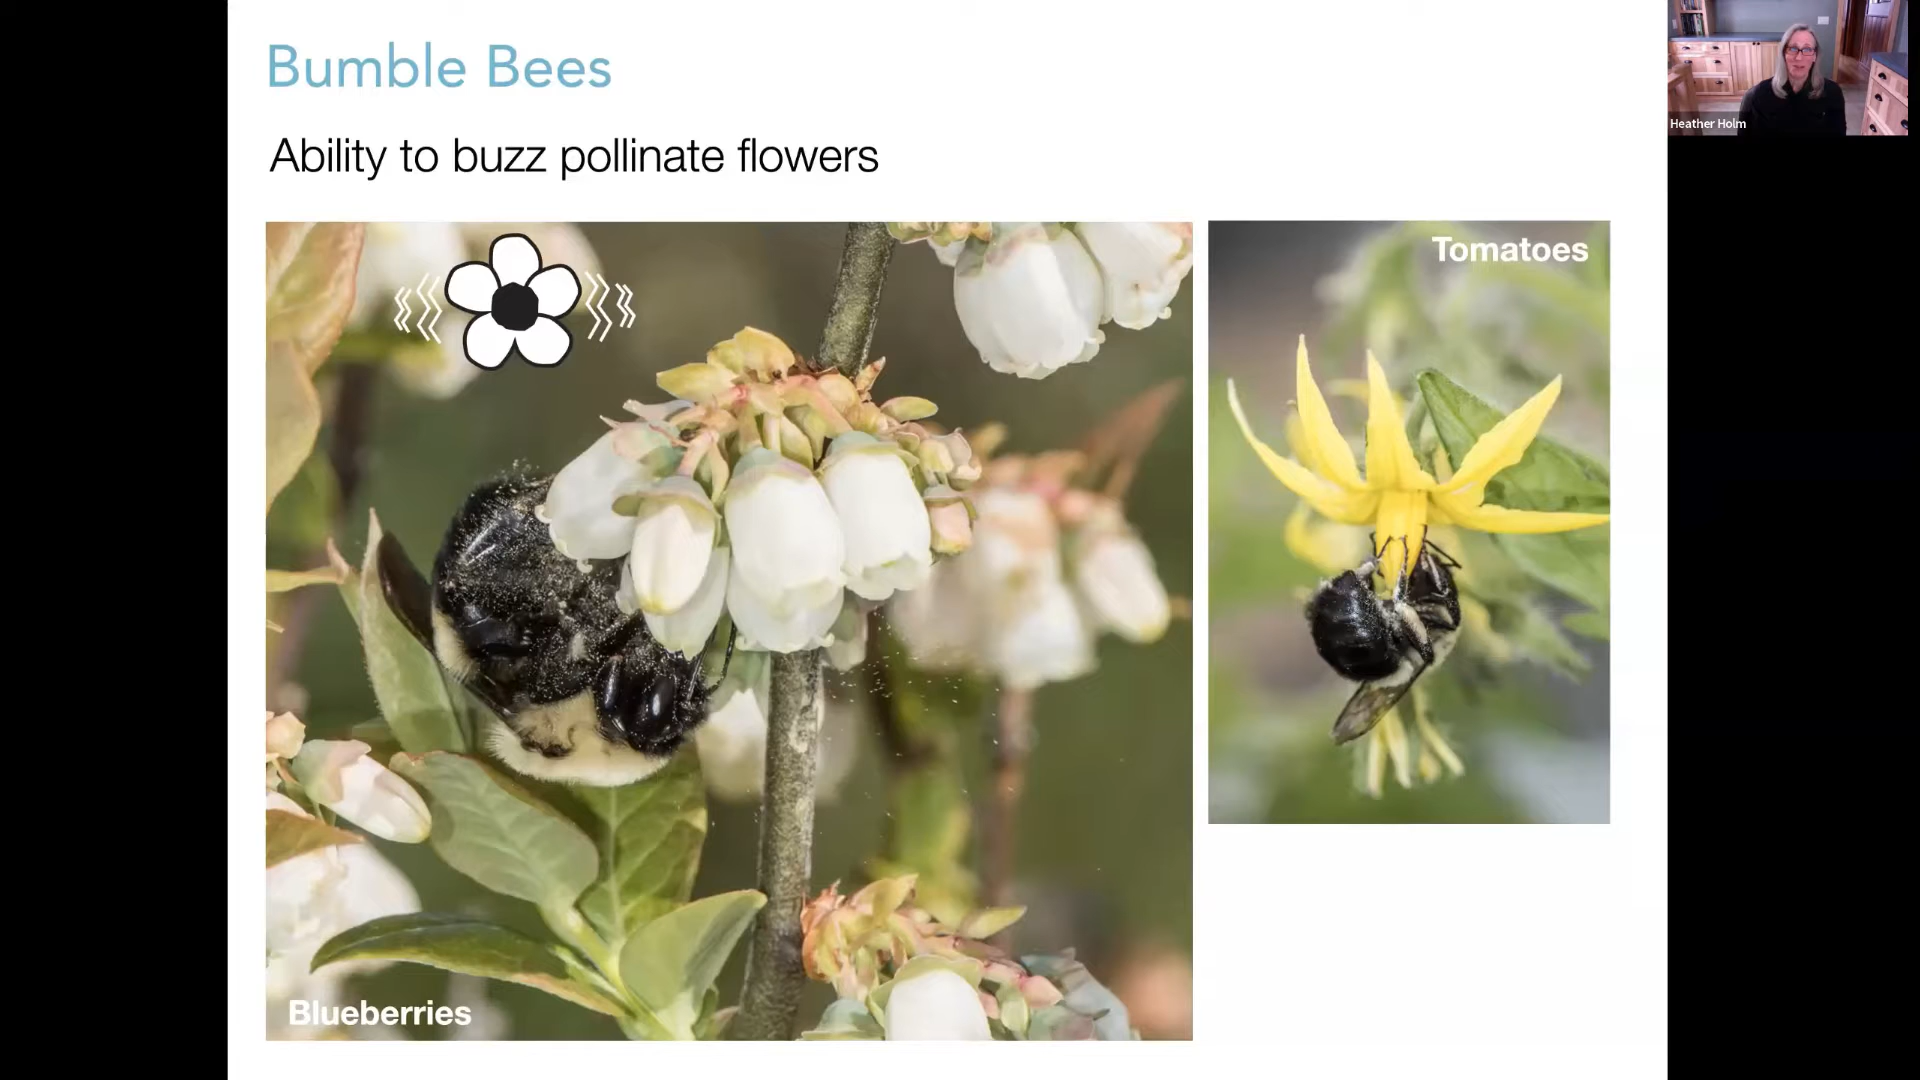 Bumble Bees
Ability to buzz pollinate flowers
Tomatoes
Blueberries
Heather Holm